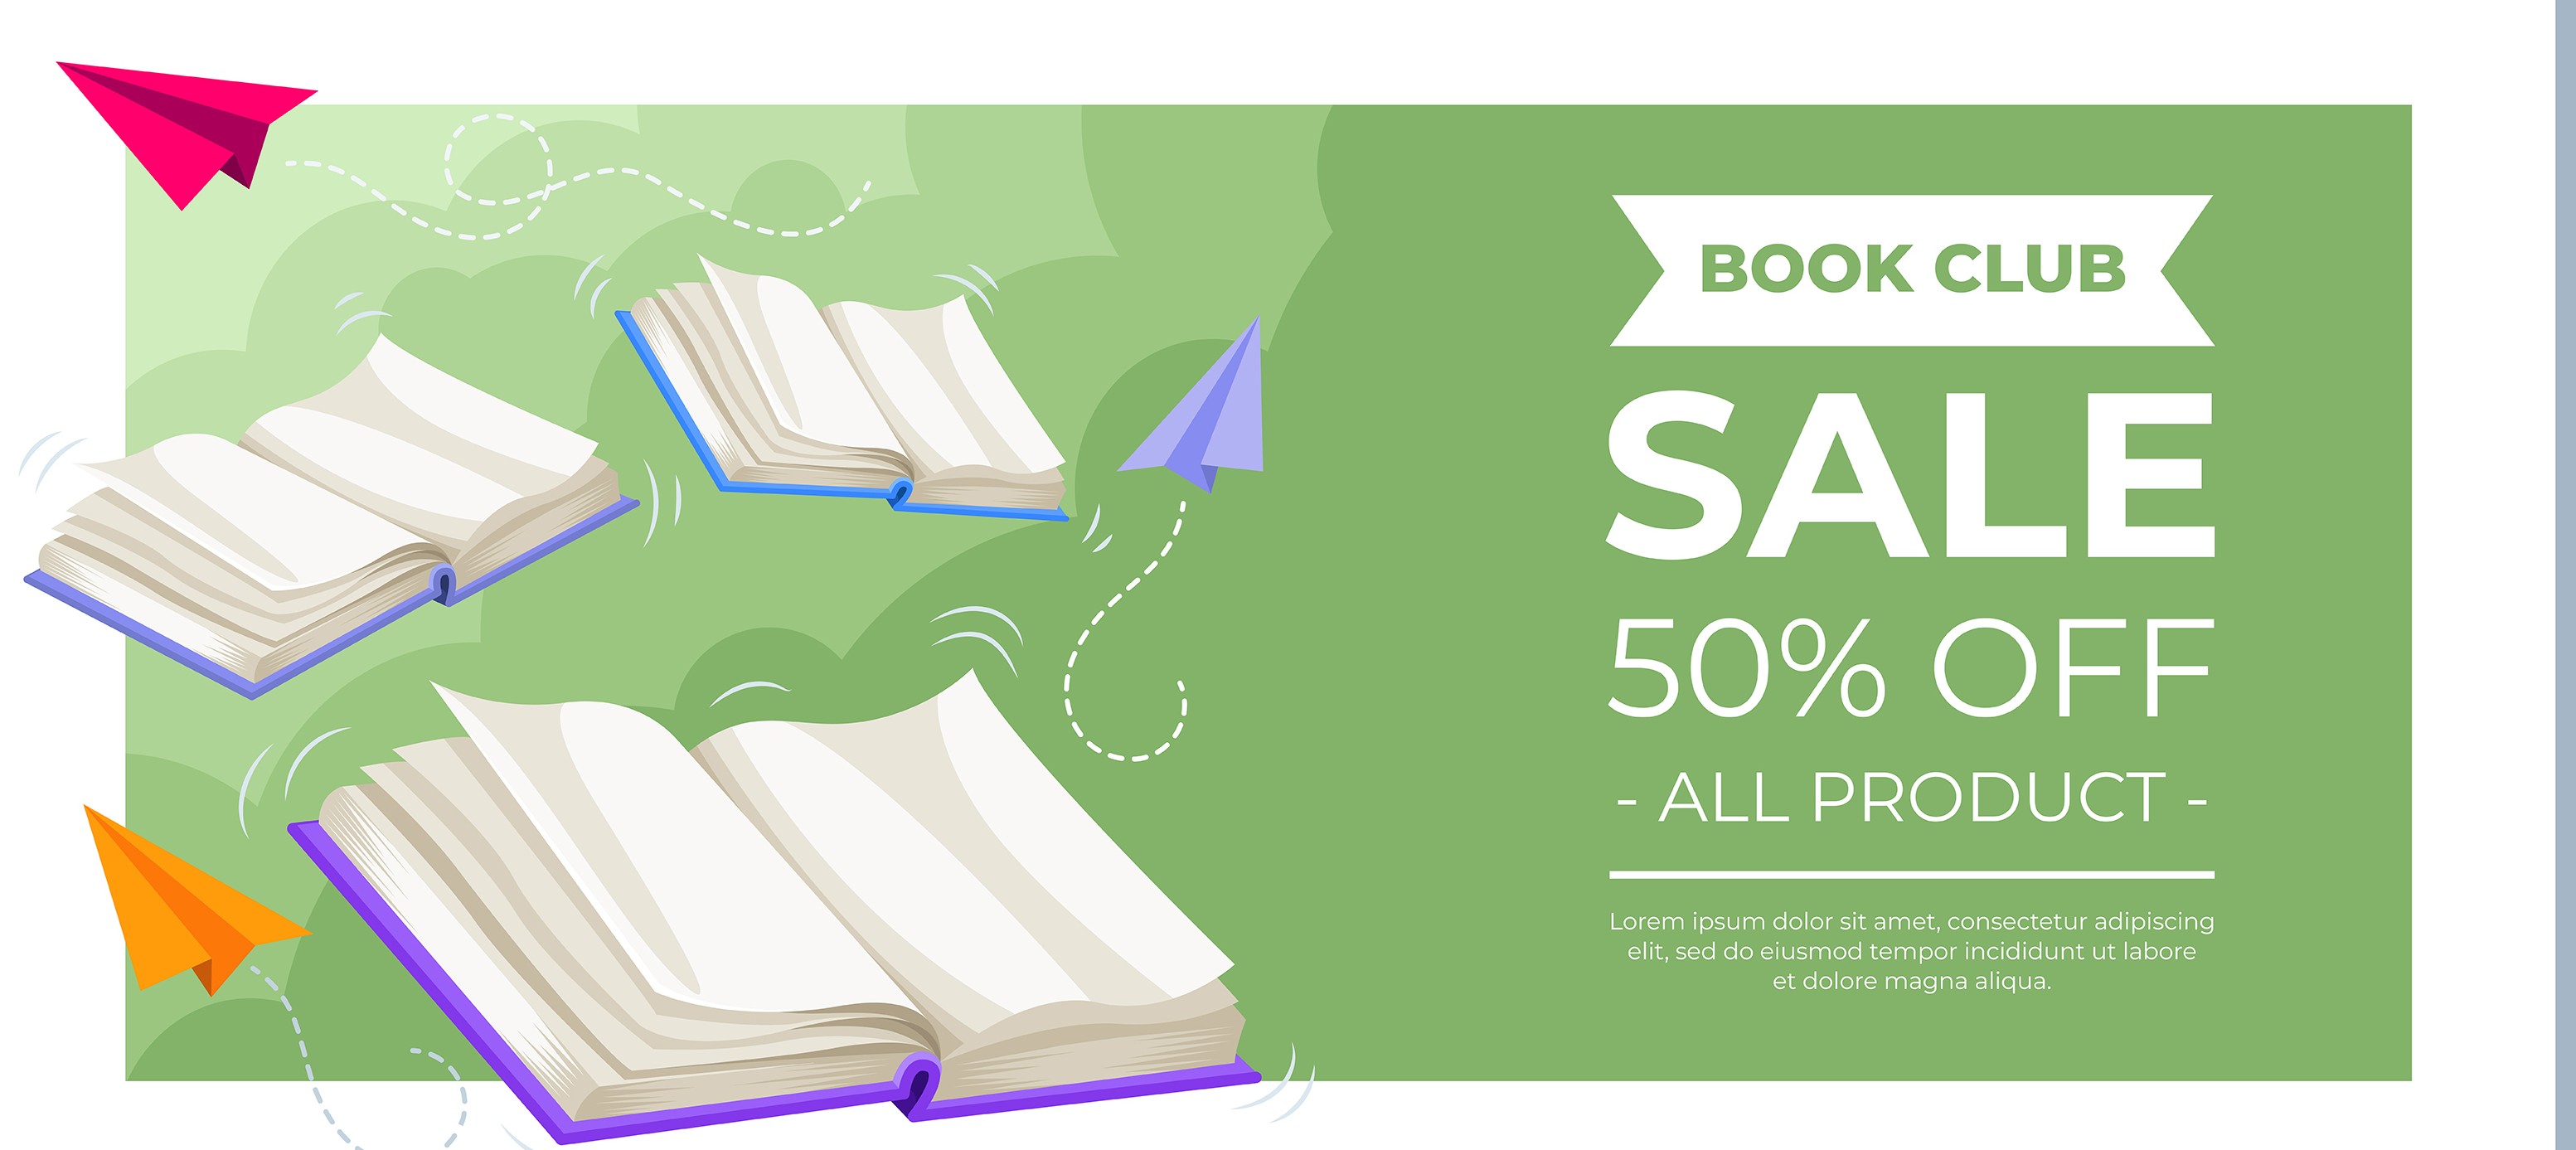 BOOK CLUB
SALE
50% OFF
- ALL PRODUCT -
Lorem ipsum dolor sit amet, consectetur adipiscing
elit, sed do eiusmod tempor incididunt ut labore
et dolore magna aliqua.